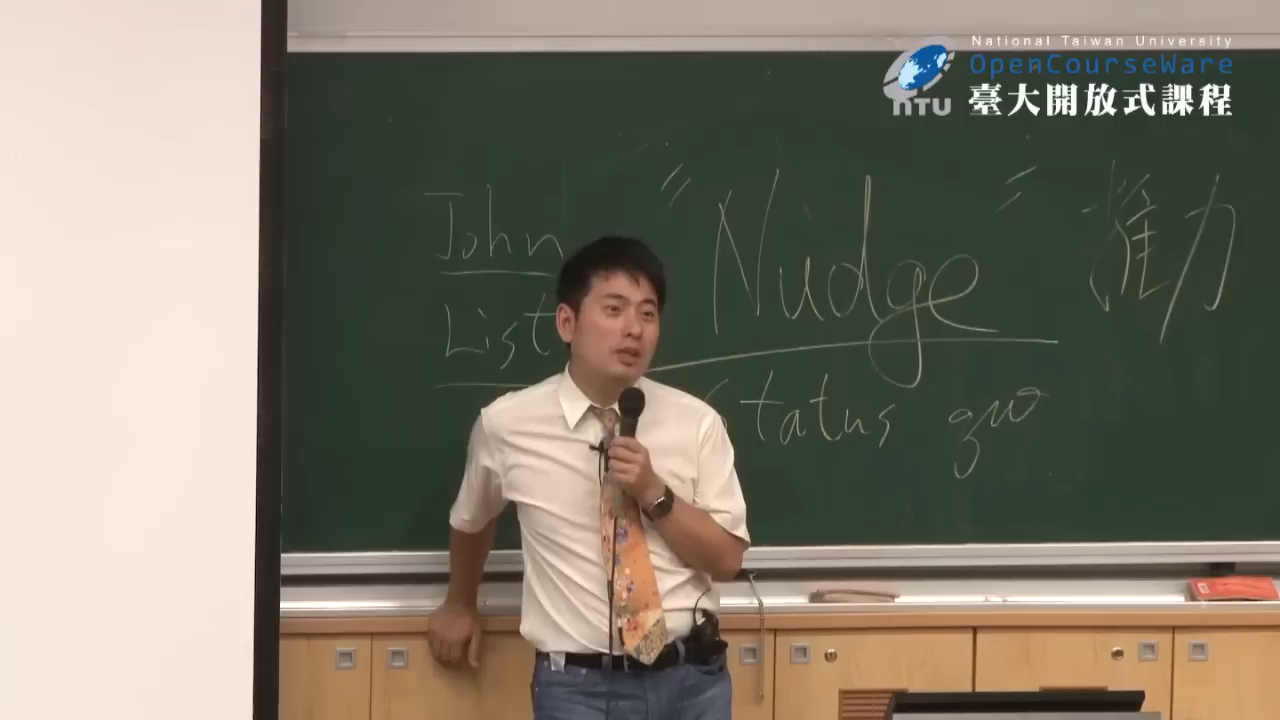 National Taiwan University
OpenCourseWare
NTU 臺大開放式課程
John "Nudge" 推力
List
Status quo